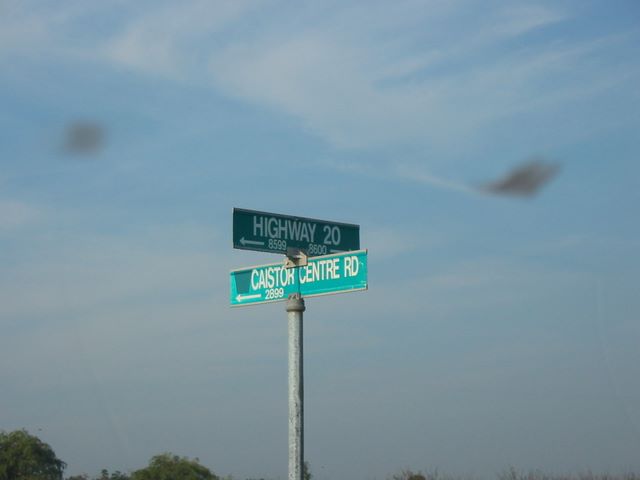 HIGHWAY 20
8599 8600
CAISTOR CENTRE RD
2899